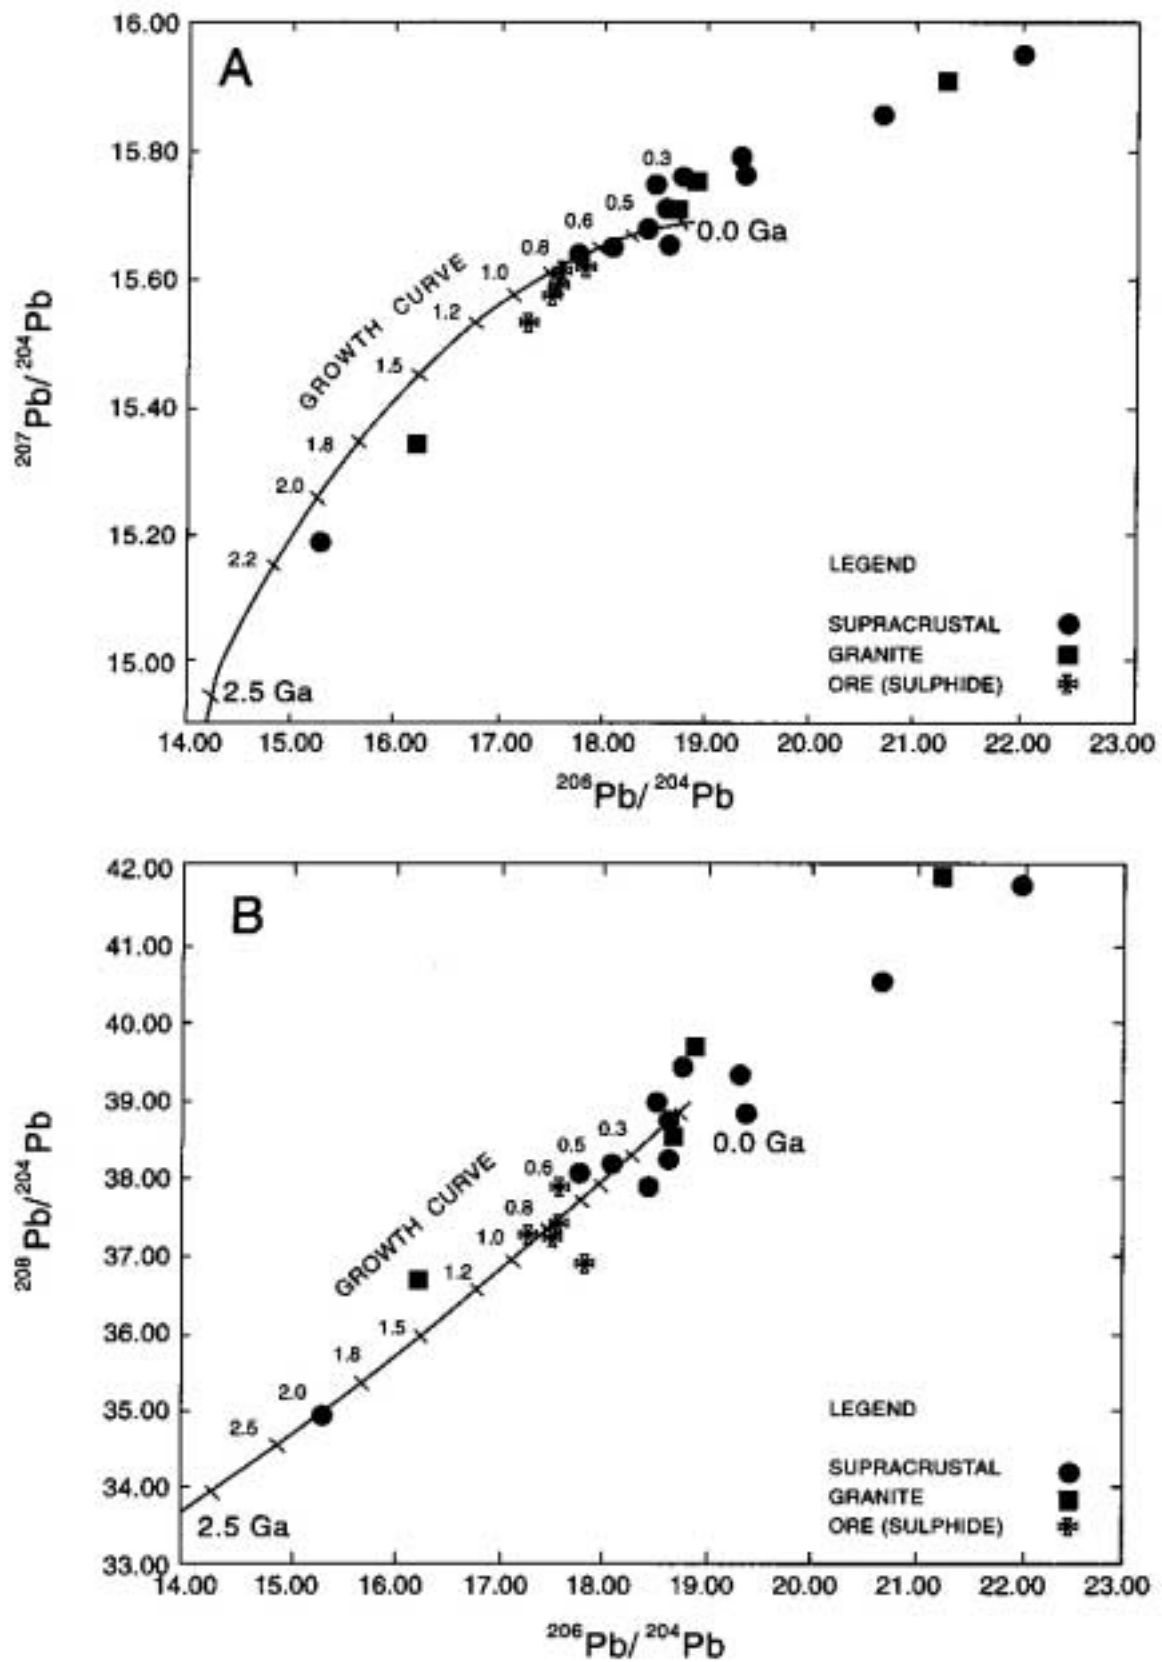 16.00
A
15.80
0.3
0.5
0.6
0.0 Ga
0.8
15.60
1.0
GROWTH CURVE
1.2
1.5
15.40
1.8
2.0
15.20
2.2
15.00
2.5 Ga
207Pb/204Pb
LEGEND
SUPRACRUSTAL
GRANITE
ORE (SULPHIDE)
14.00 15.00 16.00 17.00 18.00 19.00 20.00 21.00 22.00 23.00
206Pb/204Pb
42.00
B
41.00
40.00
39.00
0.3
0.0 Ga
0.5
38.00
0.6
GROWTH CURVE
0.8
1.0
37.00
1.2
36.00
1.5
1.8
2.0
35.00
2.5
34.00
2.5 Ga
33.00
208Pb/204Pb
LEGEND
SUPRACRUSTAL
GRANITE
ORE (SULPHIDE)
14.00 15.00 16.00 17.00 18.00 19.00 20.00 21.00 22.00 23.00
206Pb/204Pb